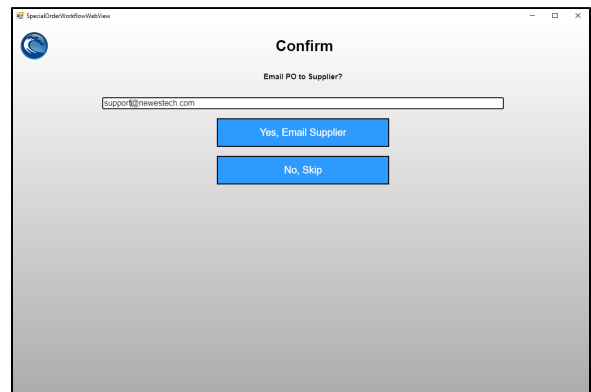 SpecialOrderWorkflowWebView
Confirm
Email PO to Supplier?
support@newestech.com
Yes, Email Supplier
No, Skip